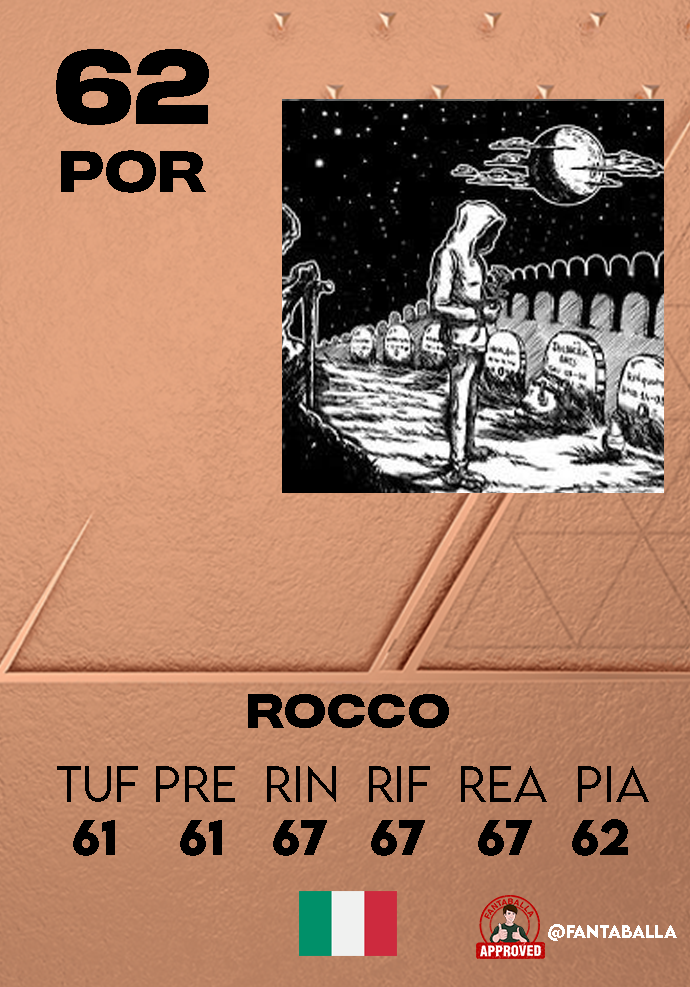 62
POR
ROCCO
TUF PRE RIN RIF REA PIA
61 61 67 67 67 62
FANTABALLA
APPROVED
@FANTABALLA